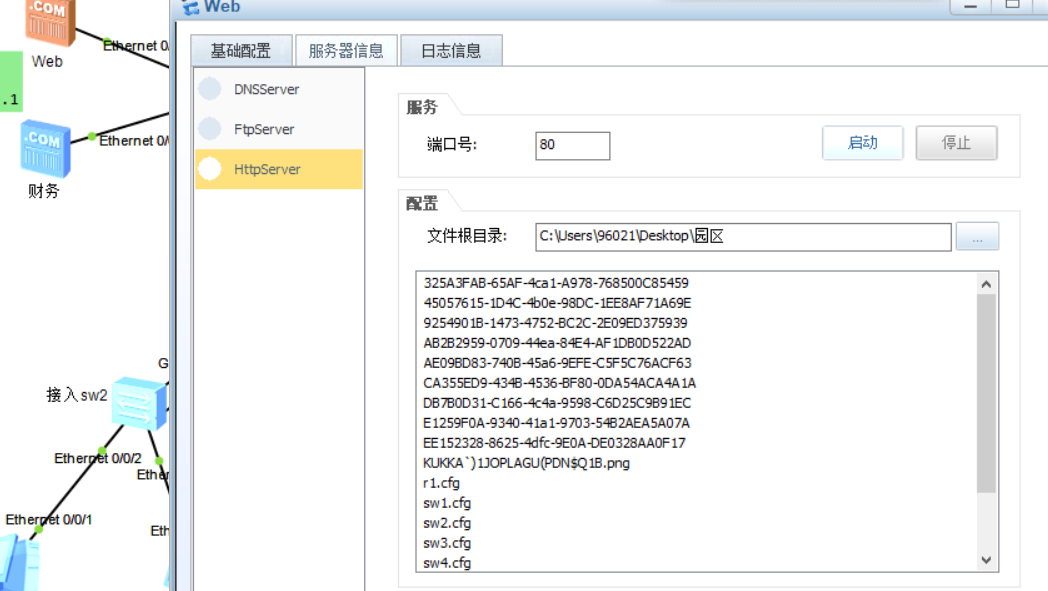 Web
.COM
Ethernet 0/
Web
.1
.COM
Ethernet 0/
财务
基础配置
服务器信息
日志信息
DNSServer
FtpServer
HttpServer
服务
端口号:
80
启动
停止
配置
文件根目录:
C:\Users\96021\Desktop\园区
...
325A3FAB-65AF-4ca1-A978-768500C85459
45057615-1D4C-4b0e-98DC-1EE8AF71A69E
9254901B-1473-4752-BC2C-2E09ED375939
AB2B2959-0709-44ea-84E4-AF1DB0D522AD
AE09BD83-740B-45a6-9EFE-C5F5C76ACF63
CA355ED9-434B-4536-BF80-0DA54ACA4A1A
DB7B0D31-C166-4c4a-9598-C6D25C9B91EC
E1259F0A-9340-41a1-9703-54B2AEA5A07A
EE152328-8625-4dfc-9E0A-DE0328AA0F17
KUKKA`)1JOPLAGU(PDN$Q1B.png
r1.cfg
sw1.cfg
sw2.cfg
sw3.cfg
sw4.cfg
G
接入sw2
Ethernet 0/0/2
Ether
Ethernet 0/0/1
Eth